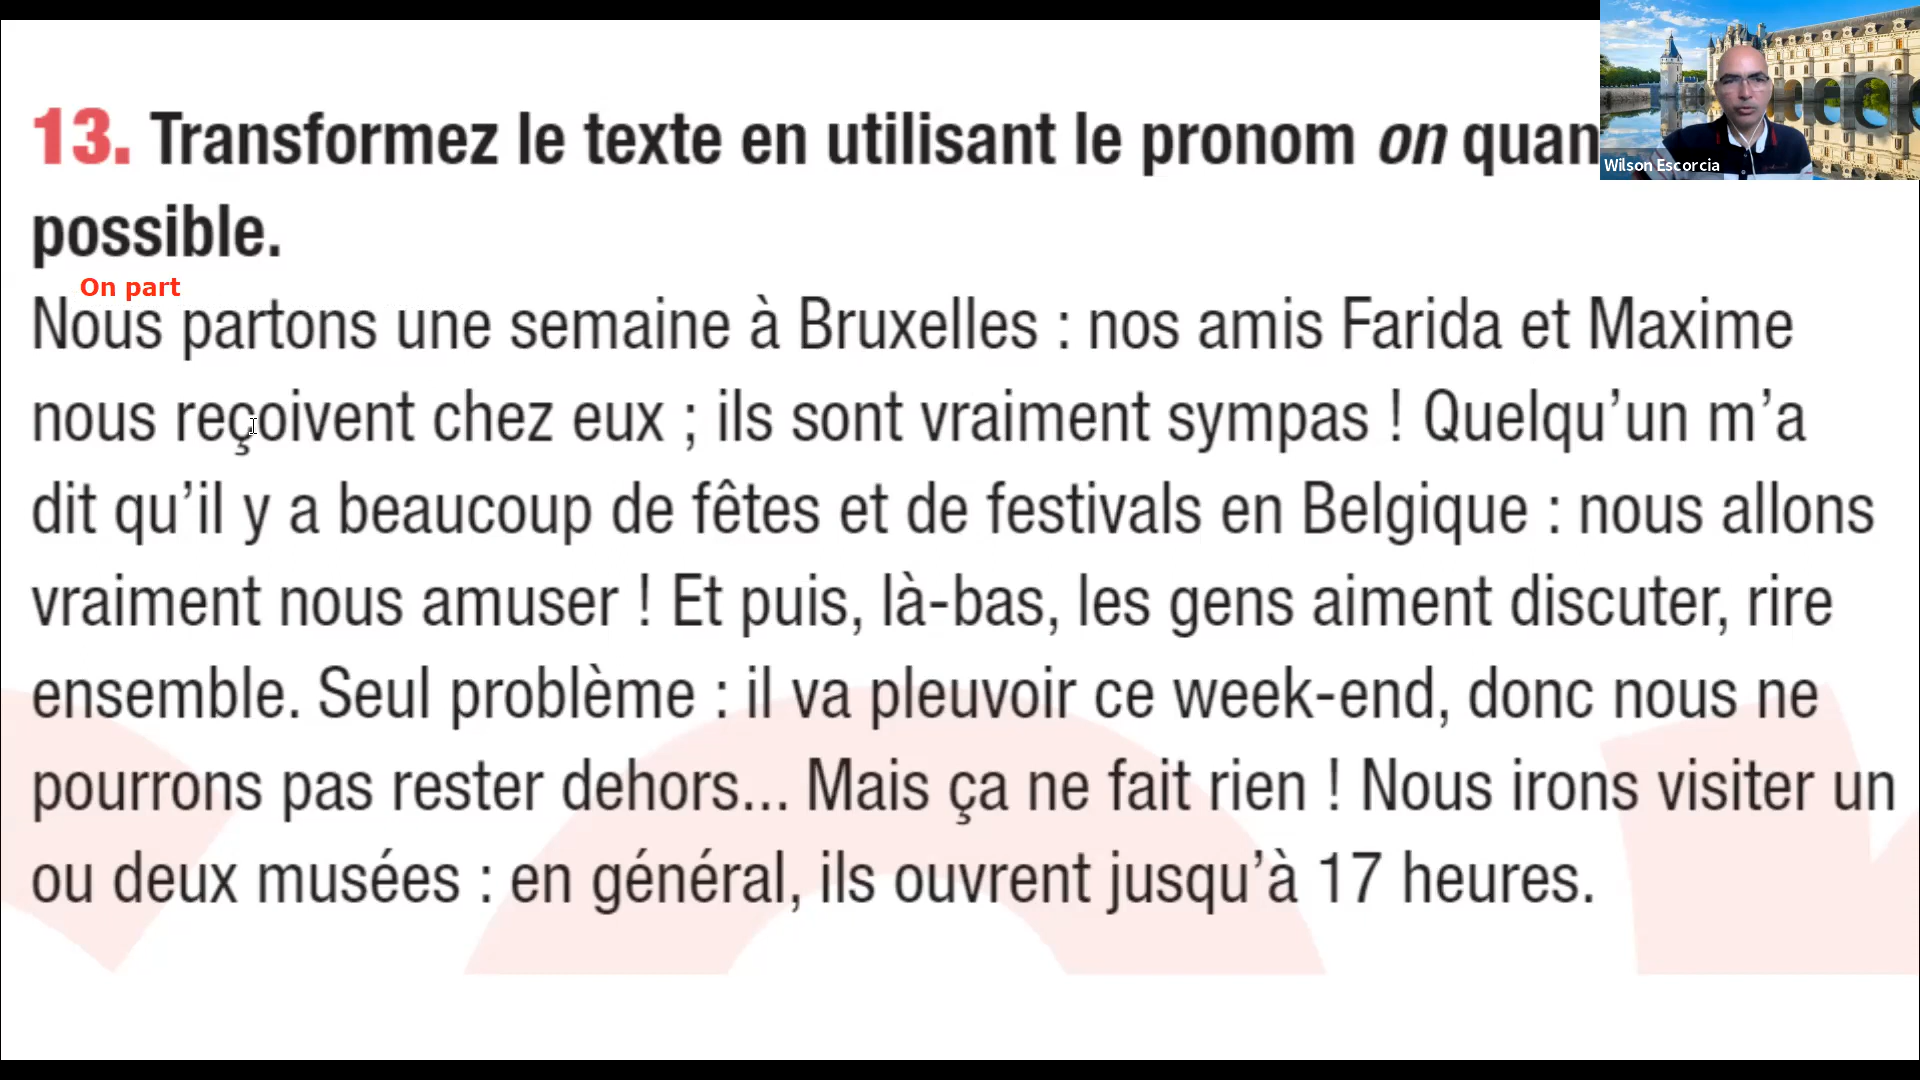 13. Transformez le texte en utilisant le pronom on quan
possible.
On part
Nous partons une semaine à Bruxelles : nos amis Farida et Maxime
nous reçoivent chez eux ; ils sont vraiment sympas ! Quelqu’un m’a
dit qu’il y a beaucoup de fêtes et de festivals en Belgique : nous allons
vraiment nous amuser ! Et puis, là-bas, les gens aiment discuter, rire
ensemble. Seul problème : il va pleuvoir ce week-end, donc nous ne
pourrons pas rester dehors... Mais ça ne fait rien ! Nous irons visiter un
ou deux musées : en général, ils ouvrent jusqu’à 17 heures.
Wilson Escorcia